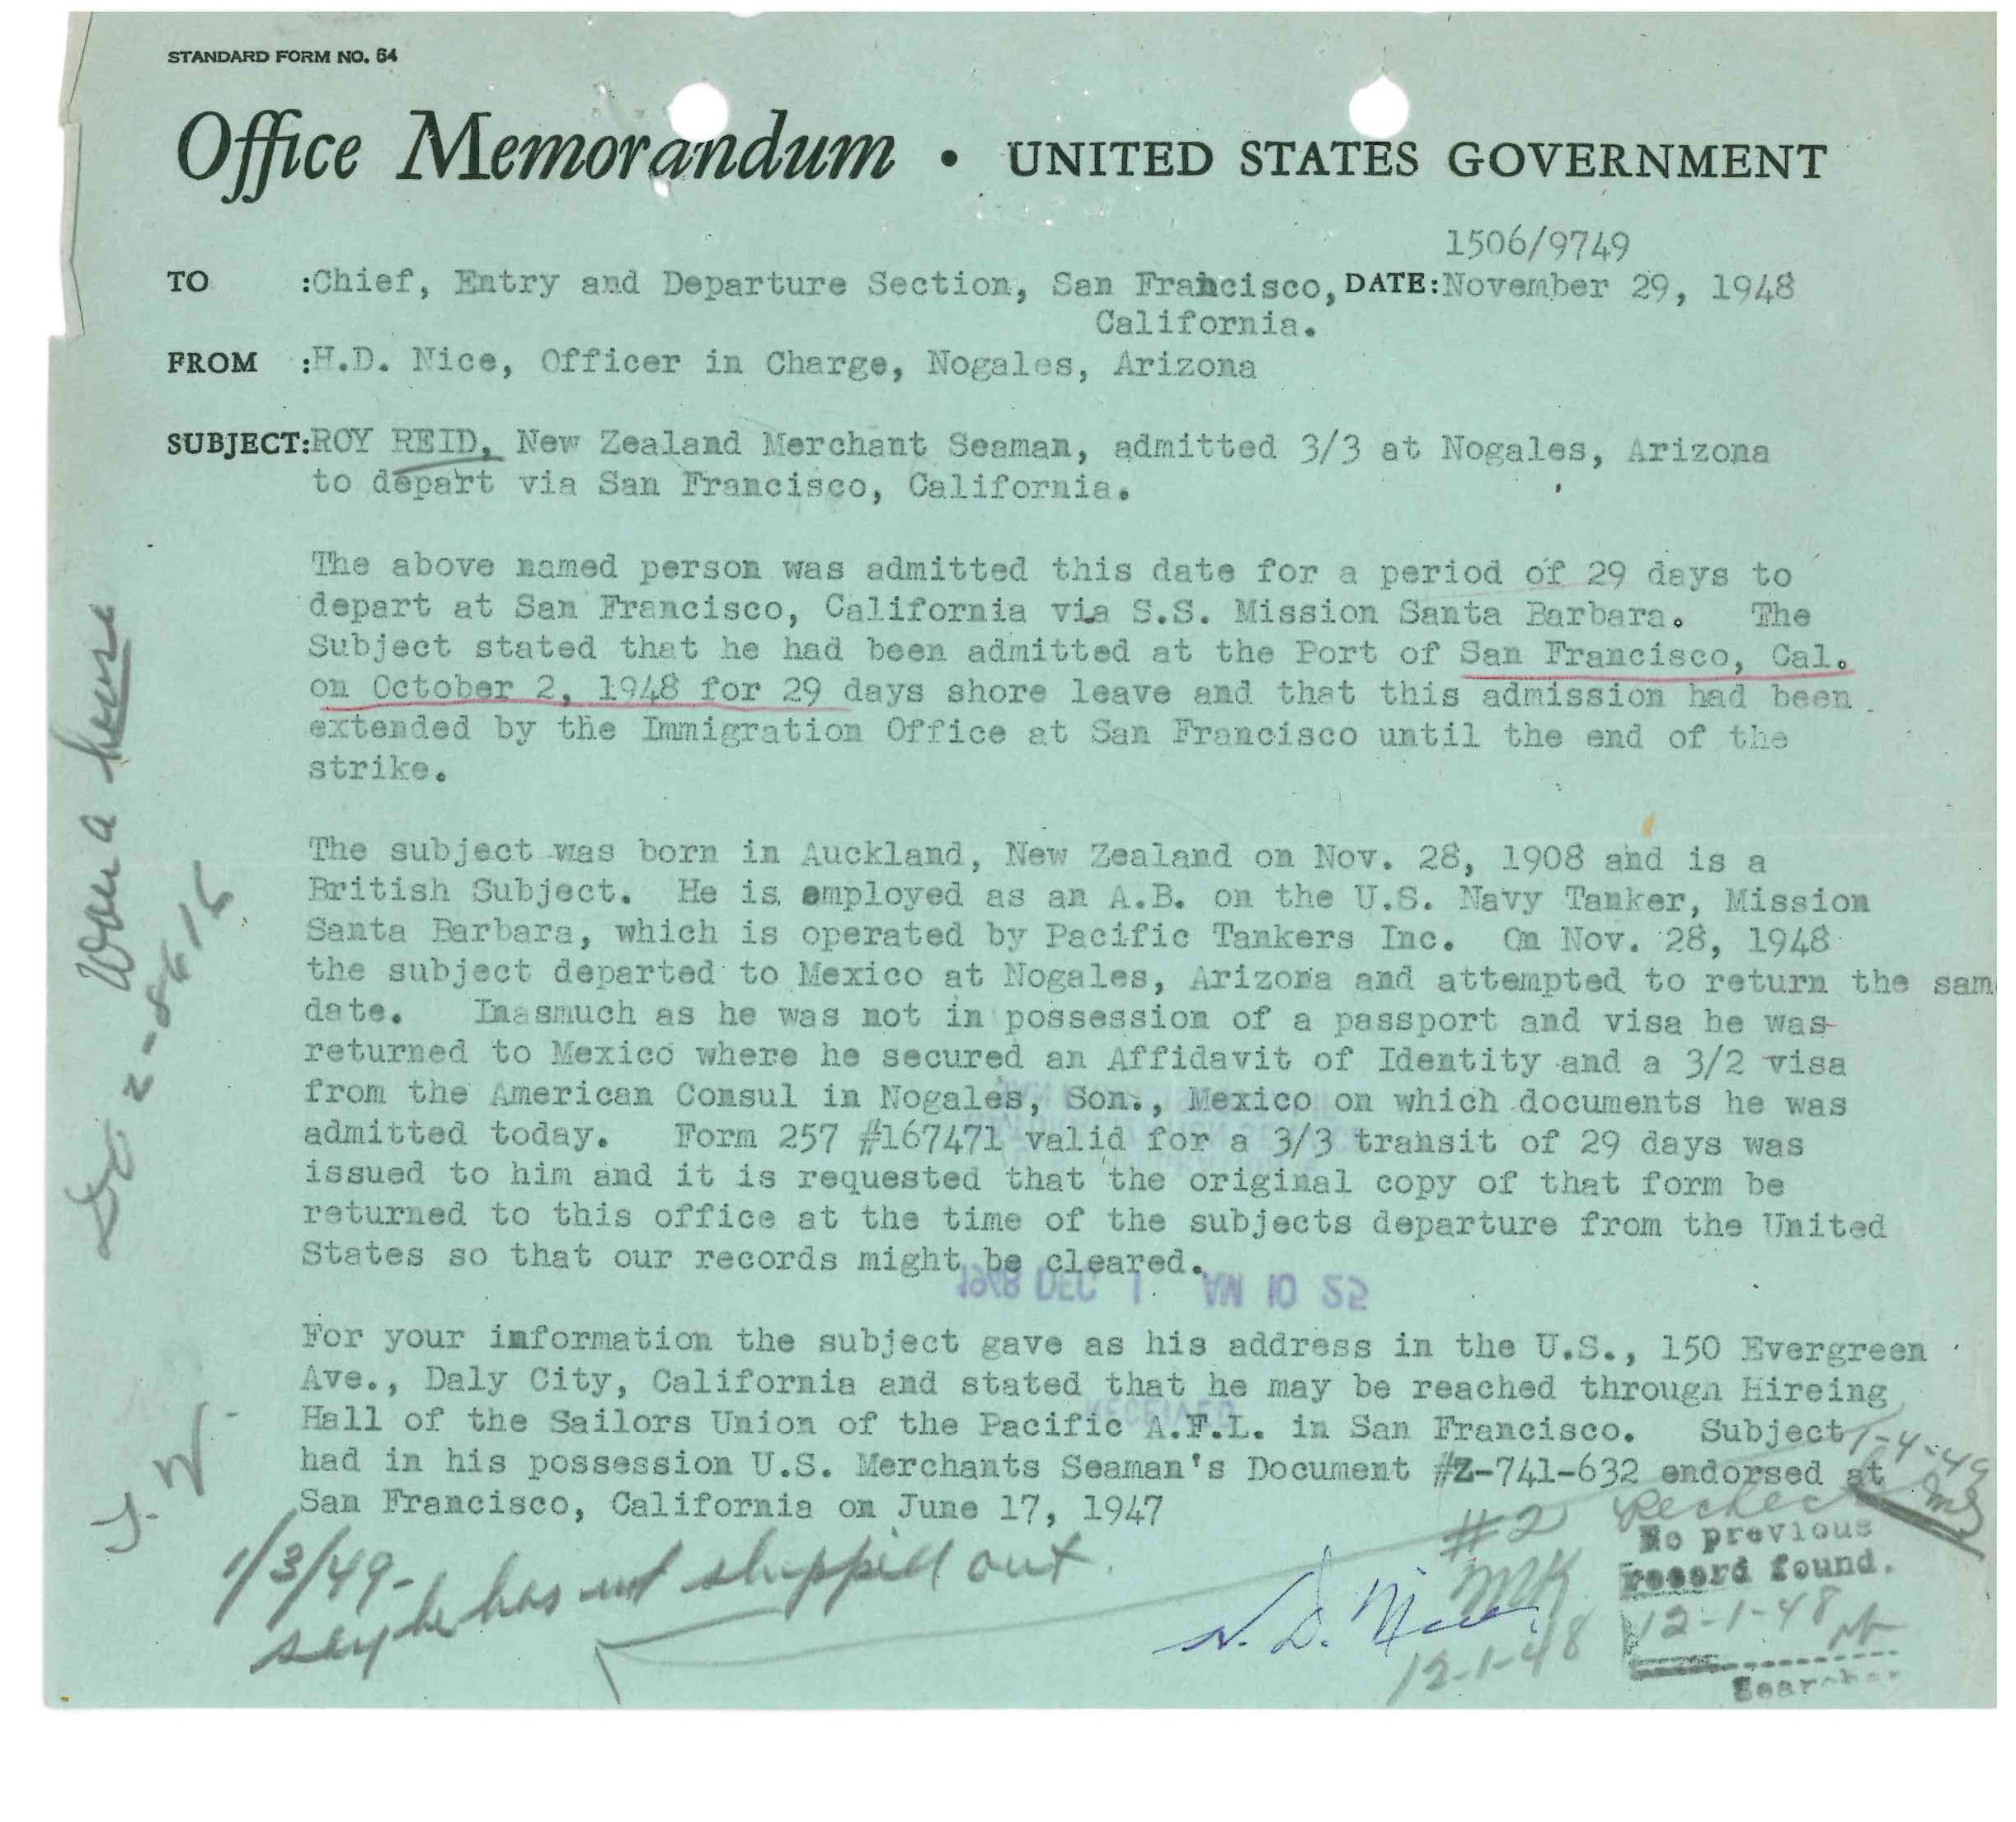 STANDARD FORM NO. 64
Office Memorandum • UNITED STATES GOVERNMENT
1506/9749
TO :Chief, Entry and Departure Section, San Francisco, DATE:November 29, 1948
California.
FROM :H.D. Nice, Officer in Charge, Nogales, Arizona
SUBJECT:ROY REID, New Zealand Merchant Seaman, admitted 3/3 at Nogales, Arizona
to depart via San Francisco, California.
The above named person was admitted this date for a period of 29 days to
depart at San Francisco, California via S.S. Mission Santa Barbara. The
Subject stated that he had been admitted at the Port of San Francisco, Cal.
on October 2, 1948 for 29 days shore leave and that this admission had been
extended by the Immigration Office at San Francisco until the end of the
strike.
The subject was born in Auckland, New Zealand on Nov. 28, 1908 and is a
British Subject. He is employed as an A.B. on the U.S. Navy Tanker, Mission
Santa Barbara, which is operated by Pacific Tankers Inc. On Nov. 28, 1948
the subject departed to Mexico at Nogales, Arizona and attempted to return the sam
date. Inasmuch as he was not in possession of a passport and visa he was
returned to Mexico where he secured an Affidavit of Identity and a 3/2 visa
from the American Consul in Nogales, Son., Mexico on which documents he was
admitted today. Form 257 #167471 valid for a 3/3 transit of 29 days was
issued to him and it is requested that the original copy of that form be
returned to this office at the time of the subjects departure from the United
States so that our records might be cleared.
1948 DEC 1 AM 10 52
For your information the subject gave as his address in the U.S., 150 Evergreen
Ave., Daly City, California and stated that he may be reached through Hireing
Hall of the Sailors Union of the Pacific A.F.L. in San Francisco. Subject
had in his possession U.S. Merchants Seaman's Document #Z-741-632 endorsed at
San Francisco, California on June 17, 1947
RECEIVED
1-4-49
Recheck
#2
MK
12-1-48
No previous
record found.
12-1-48
Searcher
H. D. Nice
1/3/49-
say he has not shipped out.